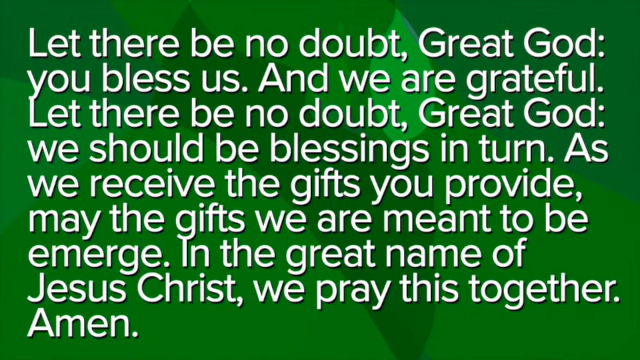 Let there be no doubt, Great God:
you bless us. And we are grateful.
Let there be no doubt, Great God:
we should be blessings in turn. As
we receive the gifts you provide,
may the gifts we are meant to be
emerge. In the great name of
Jesus Christ, we pray this together.
Amen.